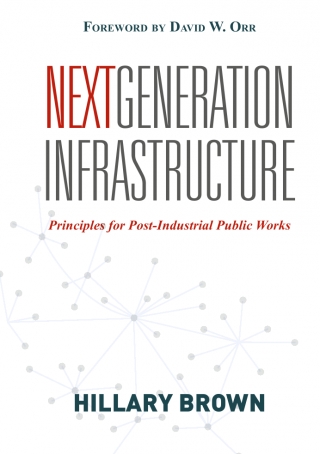 FOREWORD BY DAVID W. ORR
NEXTGENERATION
INFRASTRUCTURE
Principles for Post-Industrial Public Works
HILLARY BROWN